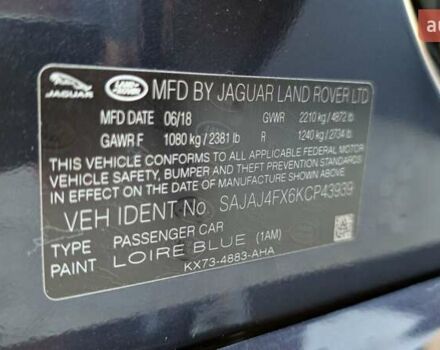 au
JAGUAR LAND ROVER MFD BY JAGUAR LAND ROVER LTD
MFD DATE 06/18 GVWR 2210 kg / 4872 lb
GAWR F 1080 kg / 2381 lb R 1240 kg / 2734 lb
THIS VEHICLE CONFORMS TO ALL APPLICABLE FEDERAL MOTOR
VEHICLE SAFETY, BUMPER AND THEFT PREVENTION STANDARDS
IN EFFECT ON THE DATE OF MANUFACTURE SHOWN ABOVE
VEH IDENT No SAJAJ4FX6KCP43939
TYPE PASSENGER CAR
PAINT LOIRE BLUE (1AM)
KX73-4883-AHA